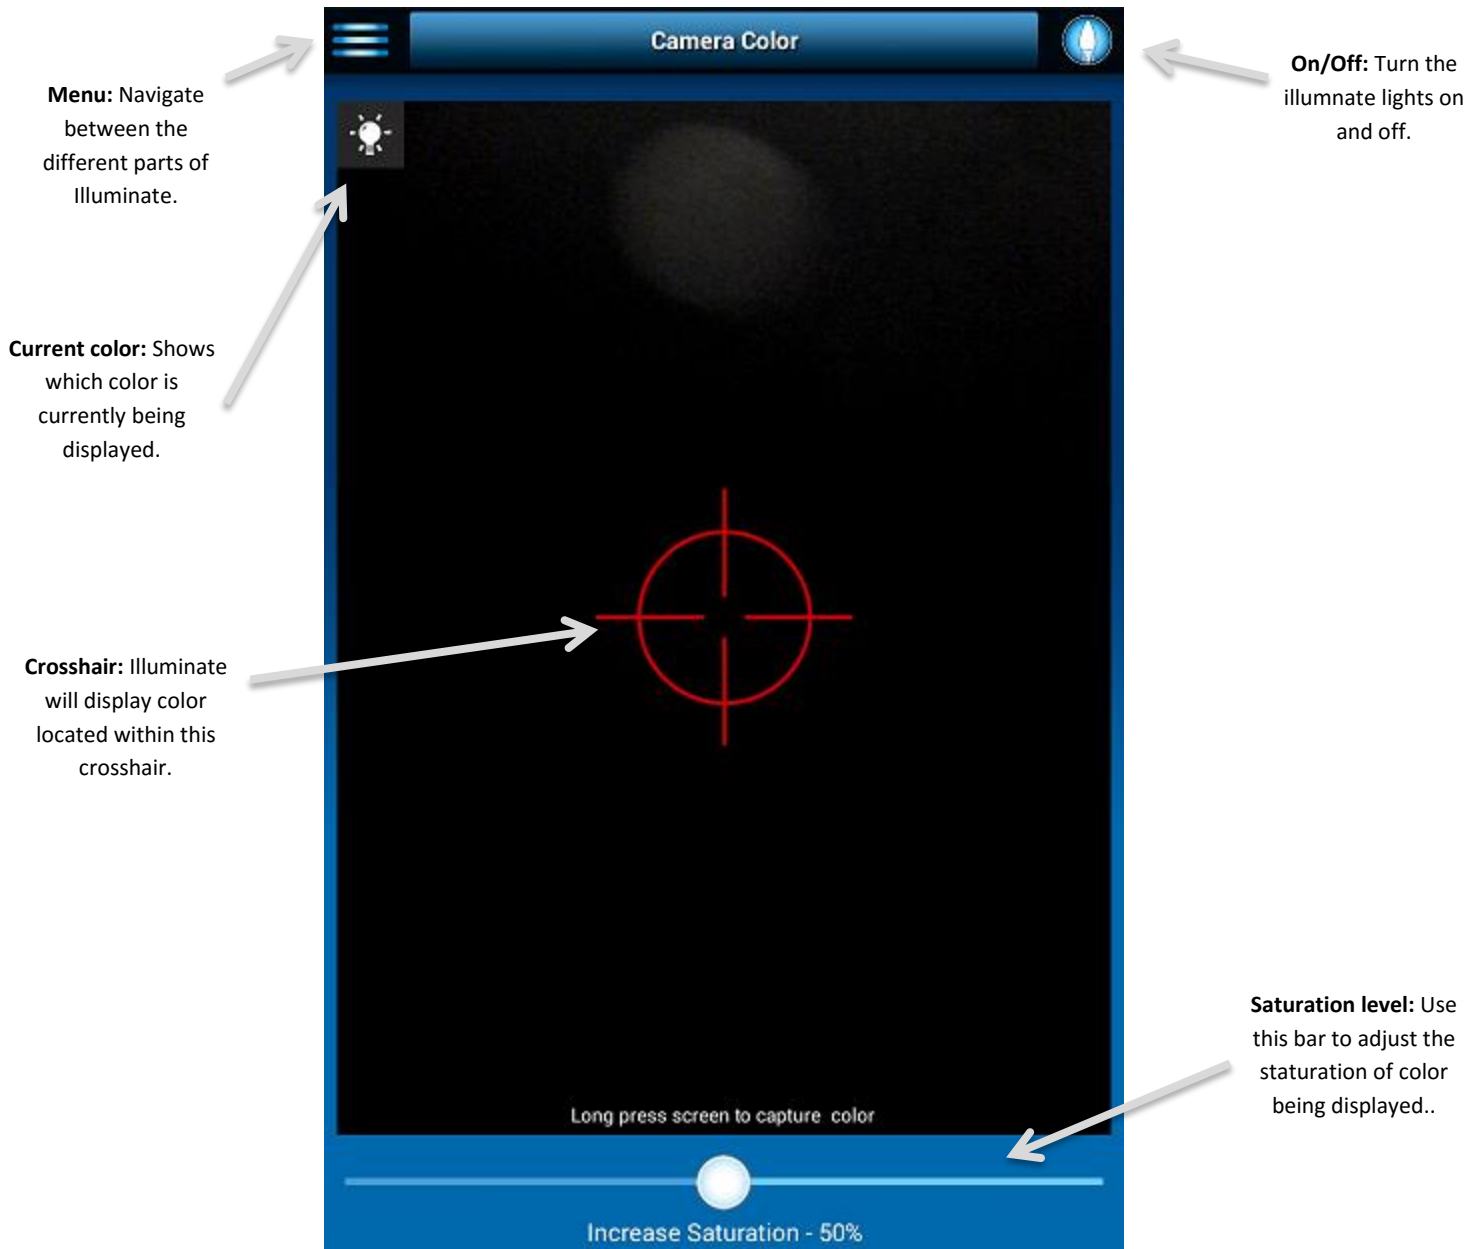 Camera Color
Menu: Navigate
between the
different parts of
Illuminate.
On/Off: Turn the
illumnate lights on
and off.
Current color: Shows
which color is
currently being
displayed.
Crosshair: Illuminate
will display color
located within this
crosshair.
Saturation level: Use
this bar to adjust the
staturation of color
being displayed..
Long press screen to capture color
Increase Saturation - 50%